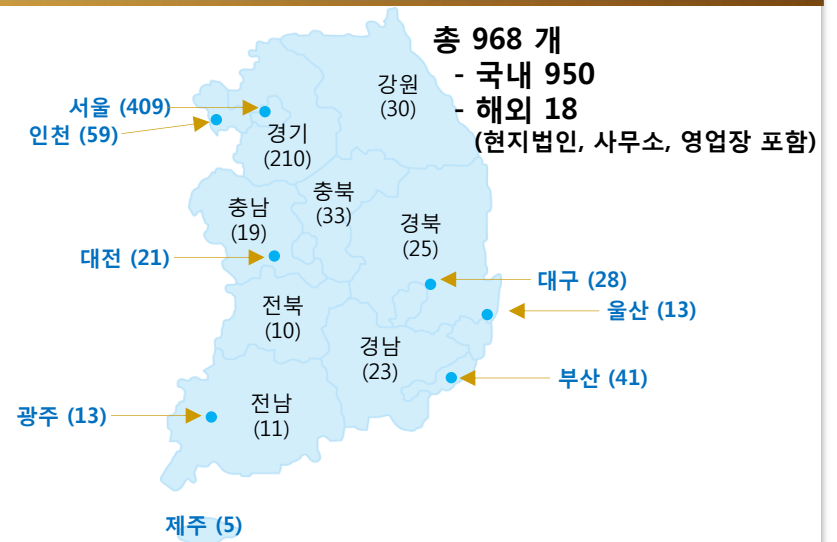 총 968 개
- 국내 950
- 해외 18
(현지법인, 사무소, 영업장 포함)
강원
(30)
서울 (409)
인천 (59)
경기
(210)
충북
(33)
충남
(19)
경북
(25)
대전 (21)
대구 (28)
울산 (13)
전북
(10)
경남
(23)
부산 (41)
전남
(11)
광주 (13)
제주 (5)